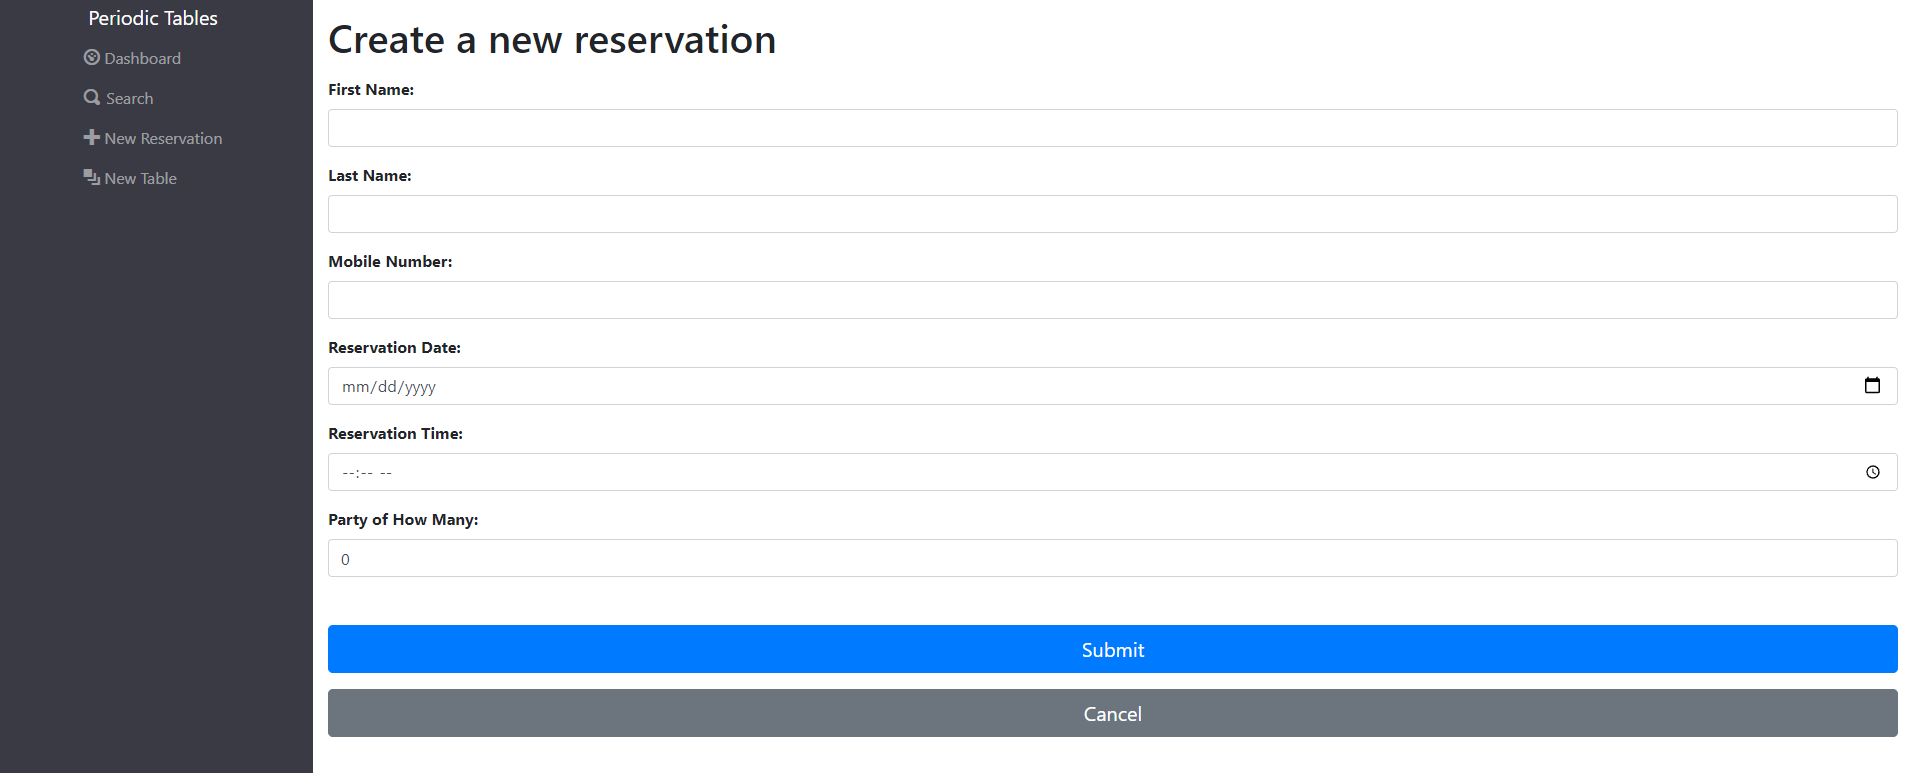 Periodic Tables
Dashboard
Search
New Reservation
New Table
Create a new reservation
First Name:
Last Name:
Mobile Number:
Reservation Date:
mm/dd/yyyy
Reservation Time:
--:-- --
Party of How Many:
0
Submit
Cancel